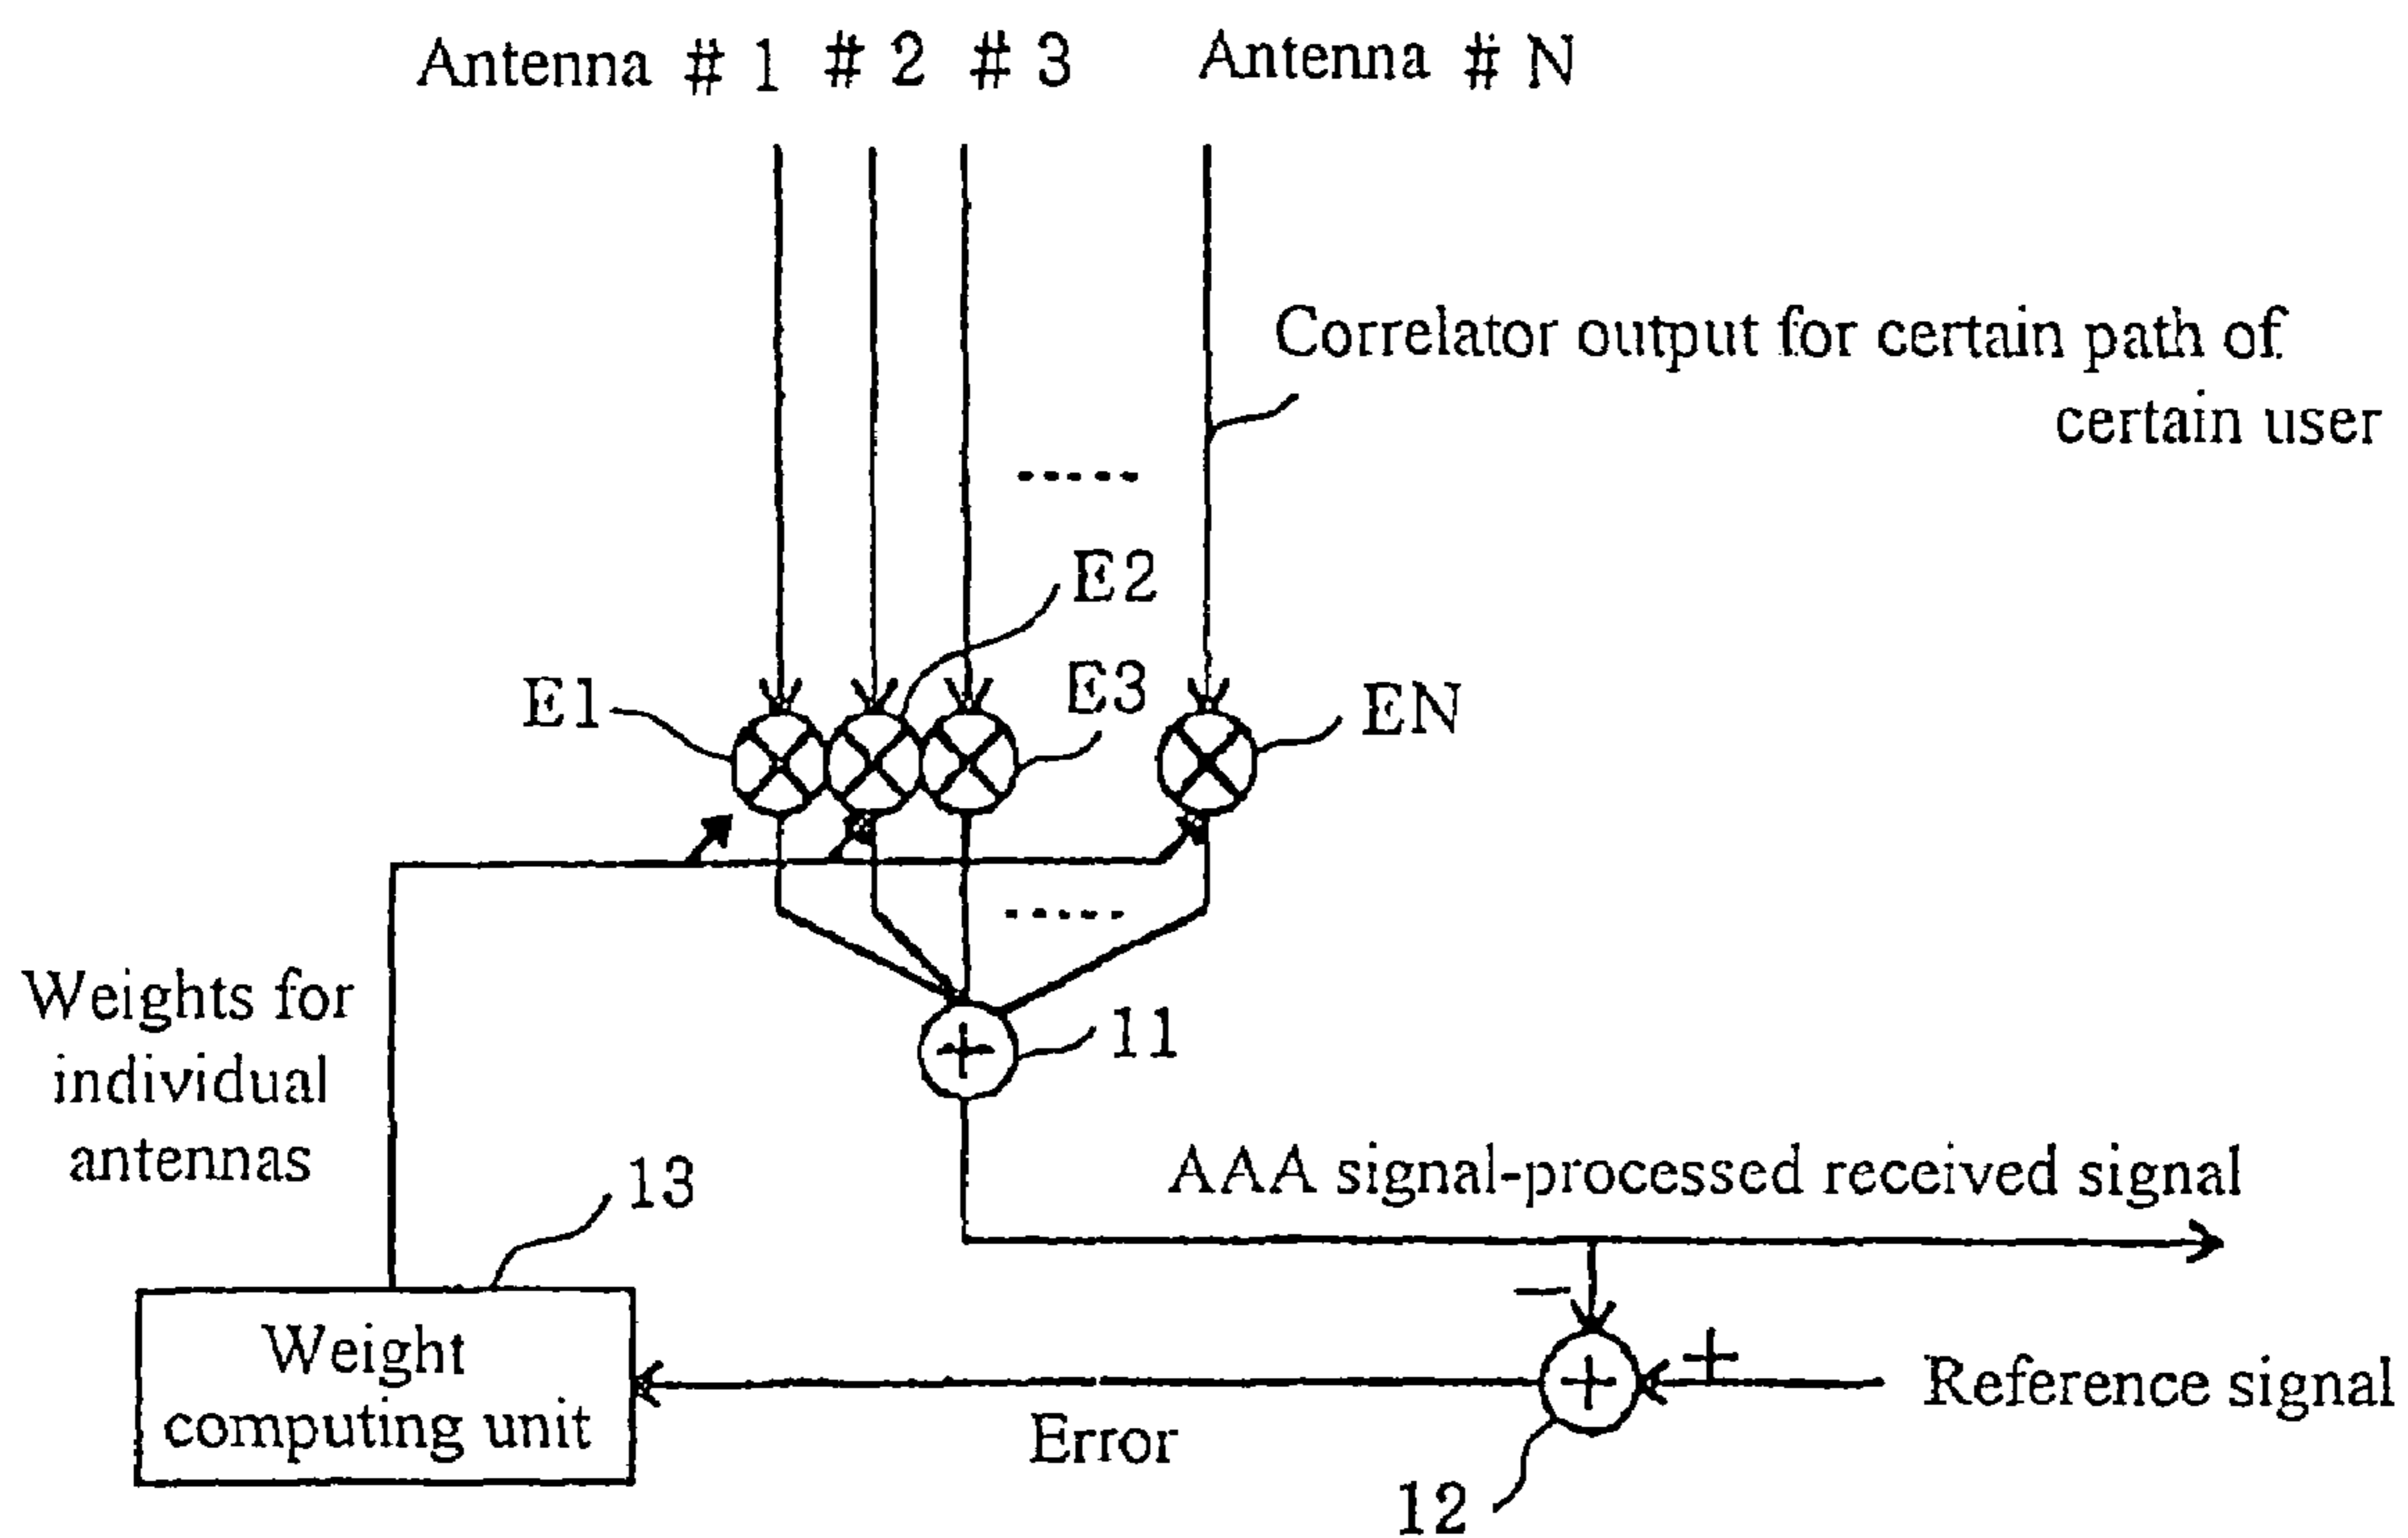 Antenna # 1 # 2 # 3 Antenna # N
Correlator output for certain path of
certain user
E2
E3
E1
EN
11
Weights for
individual
antennas
13
AAA signal-processed received signal
−
+
Weight
computing unit
Reference signal
Error
12